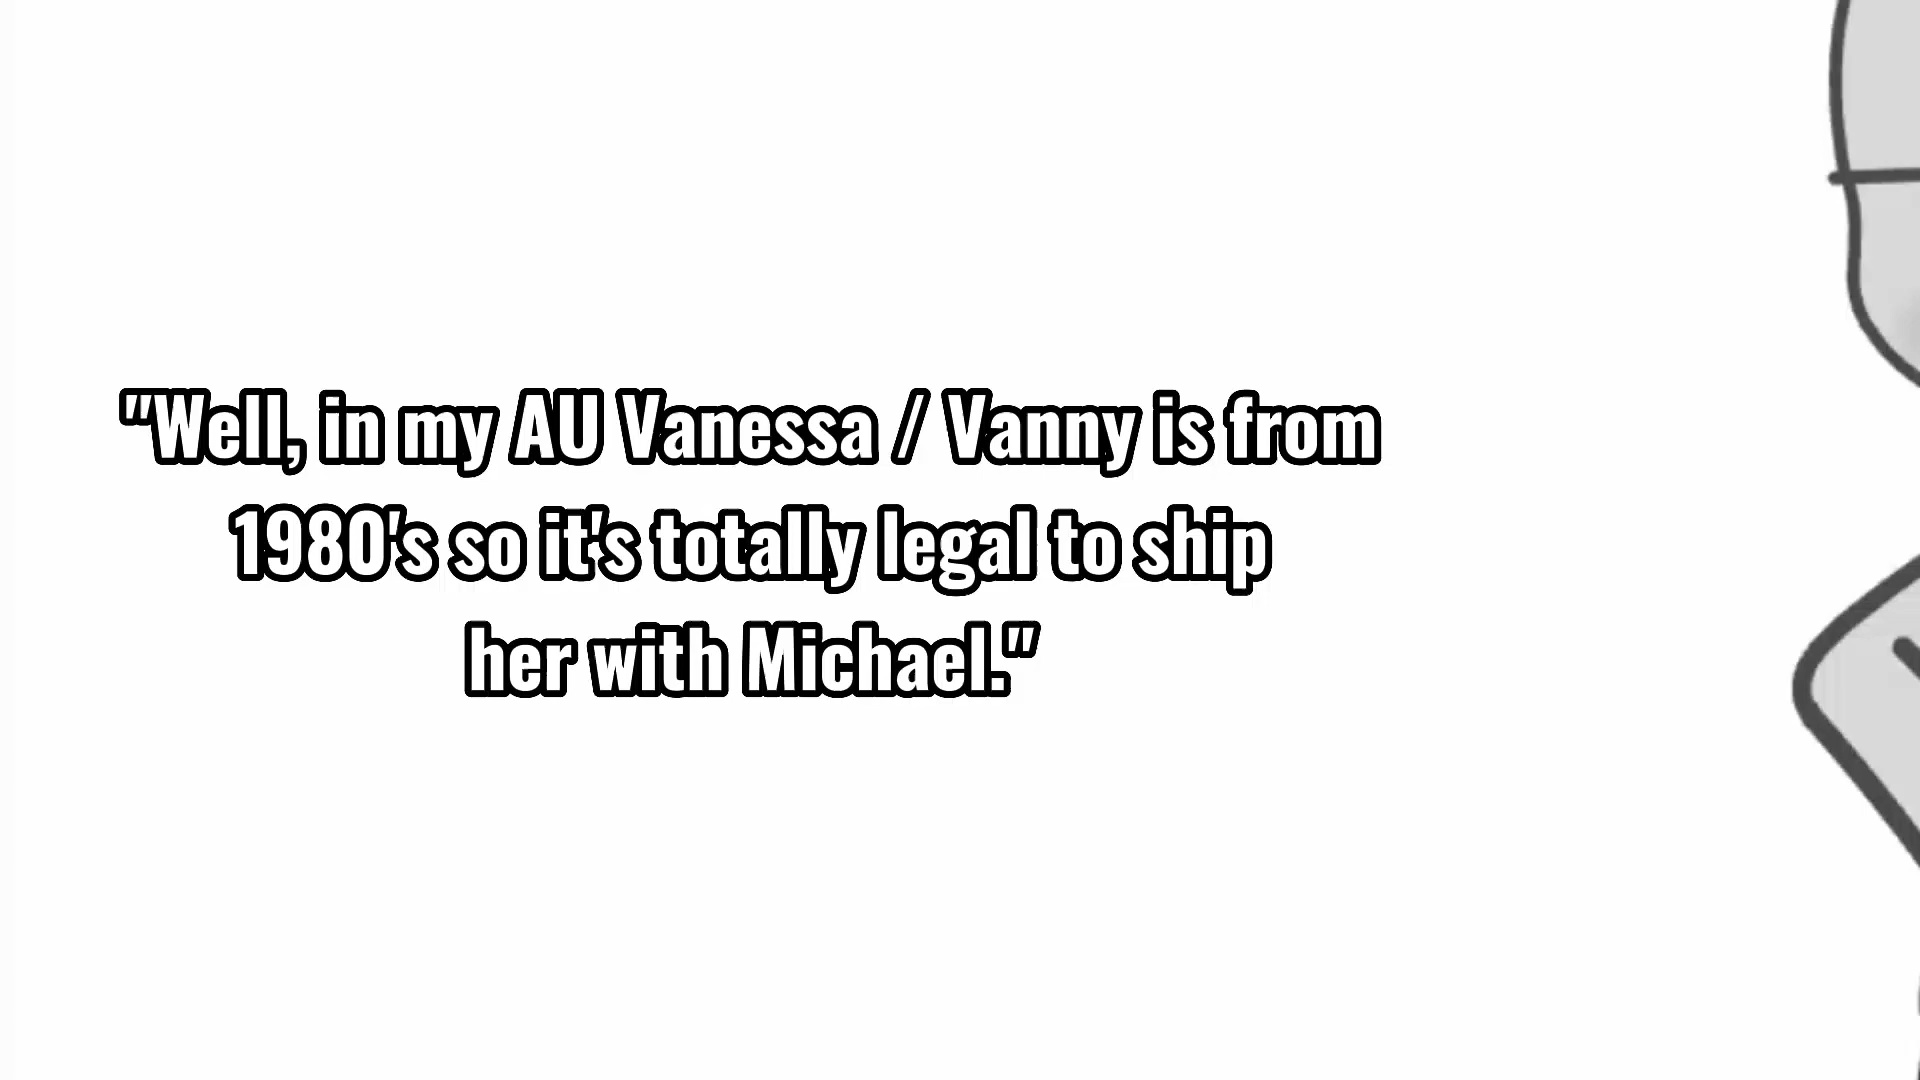 "Well, in my AU Vanessa / Vanny is from
1980's so it's totally legal to ship
her with Michael."